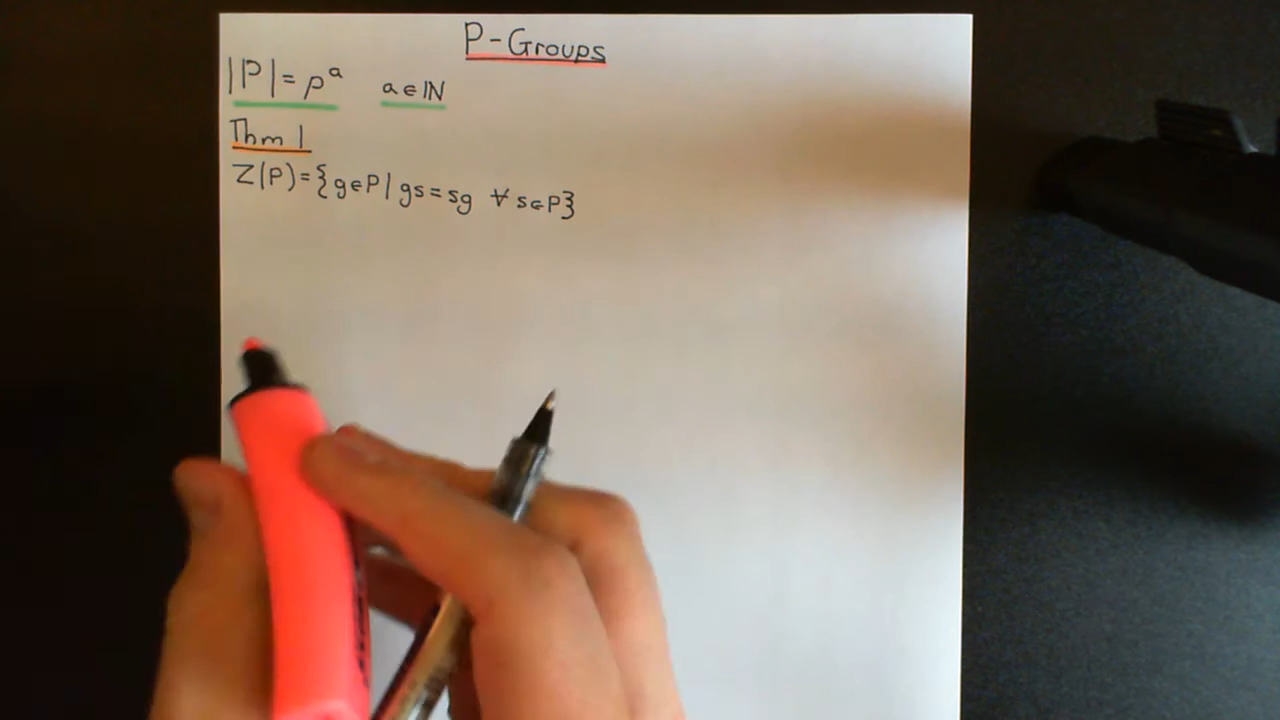 P-Groups
|P| = p^a a ∈ ℕ
Thm 1
Z(P) = {g ∈ P | gs = sg ∀ s ∈ P}